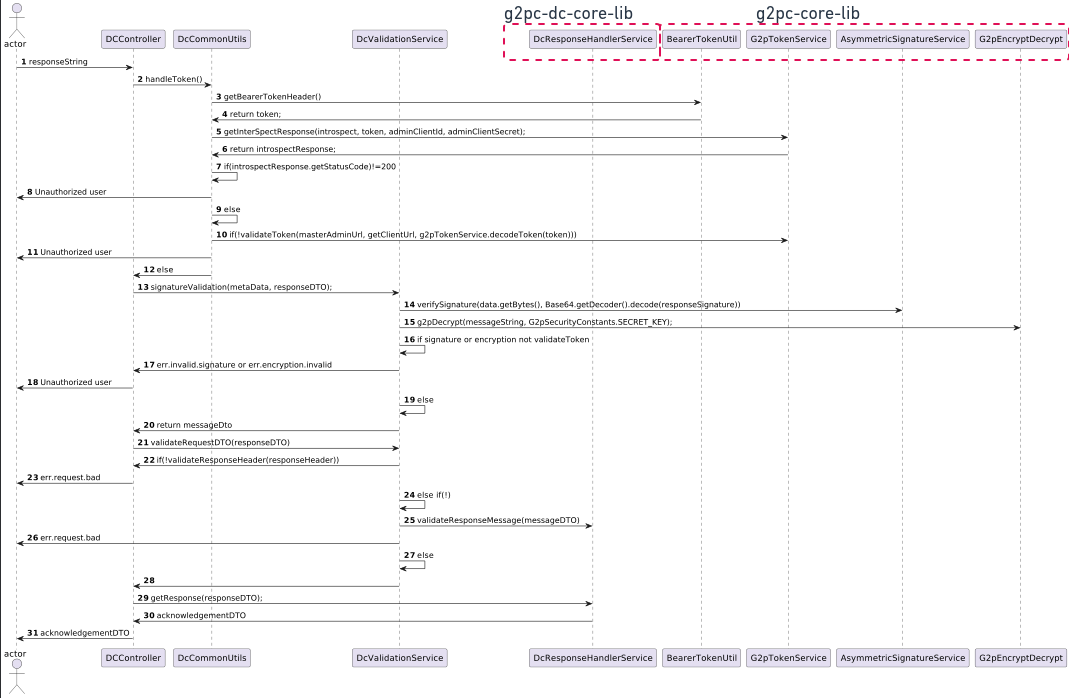 g2pc-dc-core-lib
g2pc-core-lib
actor
DCController
DcCommonUtils
DcValidationService
DcResponseHandlerService
BearerTokenUtil
G2pTokenService
AsymmetricSignatureService
G2pEncryptDecrypt
1 responseString
2 handleToken()
3 getBearerTokenHeader()
4 return token;
5 getInterSpectResponse(introspect, token, adminClientId, adminClientSecret);
6 return introspectResponse;
7 if(introspectResponse.getStatusCode)!=200
8 Unauthorized user
9 else
10 if(!validateToken(masterAdminUrl, getClientUrl, g2pTokenService.decodeToken(token)))
11 Unauthorized user
12 else
13 signatureValidation(metaData, responseDTO);
14 verifySignature(data.getBytes(), Base64.getDecoder().decode(responseSignature))
15 g2pDecrypt(messageString, G2pSecurityConstants.SECRET_KEY);
16 if signature or encryption not validateToken
17 err.invalid.signature or err.encryption.invalid
18 Unauthorized user
19 else
20 return messageDto
21 validateRequestDTO(responseDTO)
22 if(!validateResponseHeader(responseHeader))
23 err.request.bad
24 else if(!)
25 validateResponseMessage(messageDTO)
26 err.request.bad
27 else
28
29 getResponse(responseDTO);
30 acknowledgementDTO
31 acknowledgementDTO
actor
DCController
DcCommonUtils
DcValidationService
DcResponseHandlerService
BearerTokenUtil
G2pTokenService
AsymmetricSignatureService
G2pEncryptDecrypt